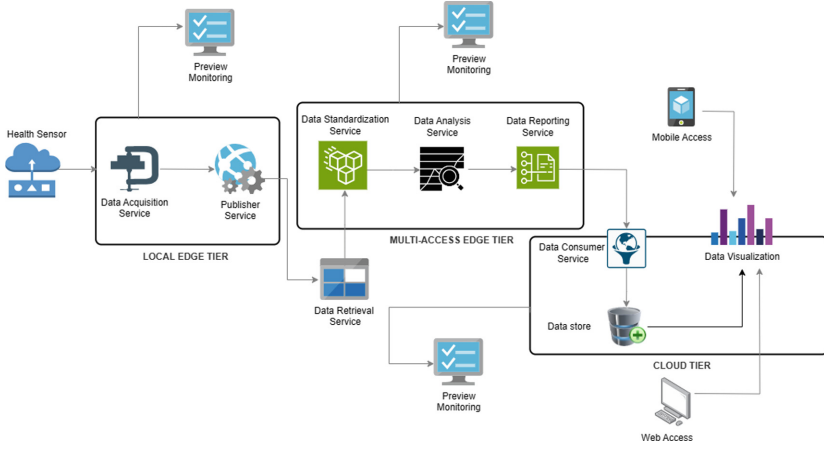 Preview
Monitoring
Preview
Monitoring
Health Sensor
Data Acquisition
Service
Publisher
Service
LOCAL EDGE TIER
Data Standardization
Service
Data Analysis
Service
Data Reporting
Service
MULTI-ACCESS EDGE TIER
Data Retrieval
Service
Mobile Access
Data Consumer
Service
Data Visualization
Data store
CLOUD TIER
Preview
Monitoring
Web Access